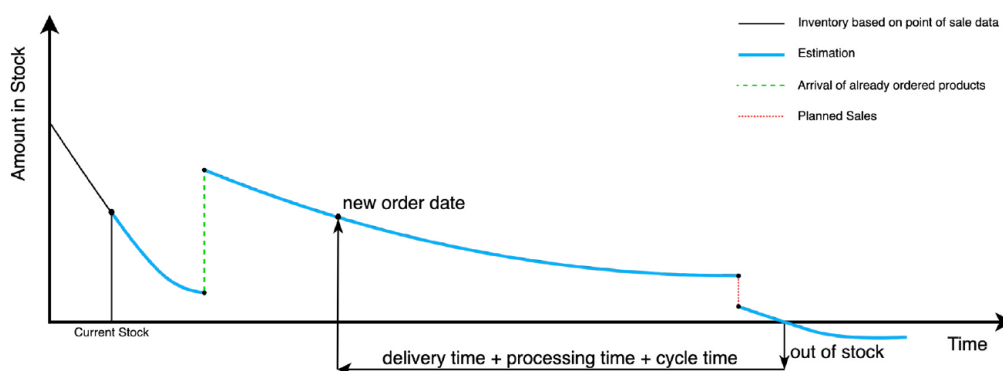 Inventory based on point of sale data
Estimation
Arrival of already ordered products
Planned Sales
Amount in Stock
new order date
Current Stock
delivery time + processing time + cycle time
out of stock
Time